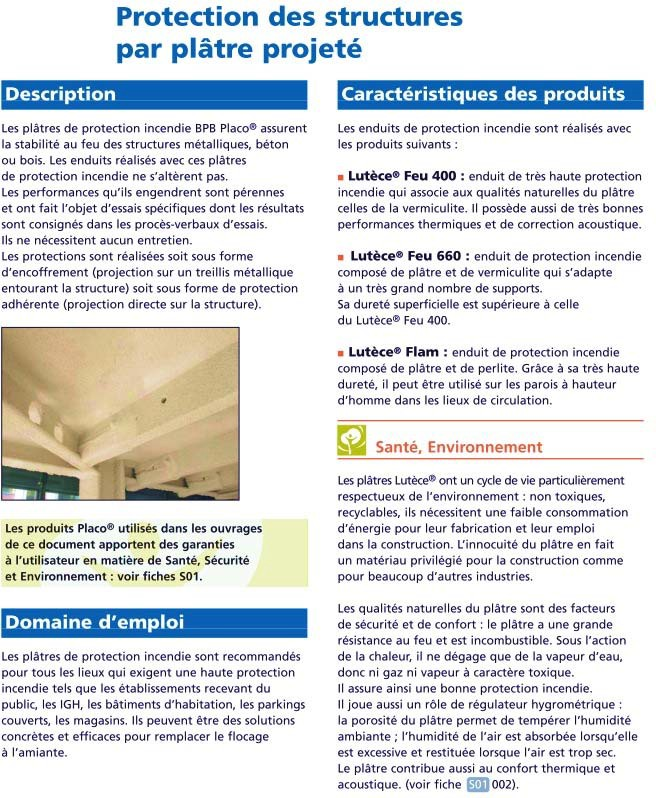 Protection des structures
par plâtre projeté
Description
Les plâtres de protection incendie BPB Placo® assurent
la stabilité au feu des structures métalliques, béton
ou bois. Les enduits réalisés avec ces plâtres
de protection incendie ne s’altèrent pas.
Les performances qu’ils engendrent sont pérennes
et ont fait l’objet d’essais spécifiques dont les résultats
sont consignés dans les procès-verbaux d’essais.
Ils ne nécessitent aucun entretien.
Les protections sont réalisées soit sous forme
d’encoffrement (projection sur un treillis métallique
entourant la structure) soit sous forme de protection
adhérente (projection directe sur la structure).
Les produits Placo® utilisés dans les ouvrages
de ce document apportent des garanties
à l’utilisateur en matière de Santé, Sécurité
et Environnement : voir fiches S01.
Domaine d’emploi
Les plâtres de protection incendie sont recommandés
pour tous les lieux qui exigent une haute protection
incendie tels que les établissements recevant du
public, les IGH, les bâtiments d’habitation, les parkings
couverts, les magasins. Ils peuvent être des solutions
concrètes et efficaces pour remplacer le flocage
à l’amiante.
Caractéristiques des produits
Les enduits de protection incendie sont réalisés avec
les produits suivants :
■ Lutèce® Feu 400 : enduit de très haute protection
incendie qui associe aux qualités naturelles du plâtre
celles de la vermiculite. Il possède aussi de très bonnes
performances thermiques et de correction acoustique.
■ Lutèce® Feu 660 : enduit de protection incendie
composé de plâtre et de vermiculite qui s’adapte
à un très grand nombre de supports.
Sa dureté superficielle est supérieure à celle
du Lutèce® Feu 400.
■ Lutèce® Flam : enduit de protection incendie
composé de plâtre et de perlite. Grâce à sa très haute
dureté, il peut être utilisé sur les parois à hauteur
d’homme dans les lieux de circulation.
Santé, Environnement
Les plâtres Lutèce® ont un cycle de vie particulièrement
respectueux de l’environnement : non toxiques,
recyclables, ils nécessitent une faible consommation
d’énergie pour leur fabrication et leur emploi
dans la construction. L’innocuité du plâtre en fait
un matériau privilégié pour la construction comme
pour beaucoup d’autres industries.
Les qualités naturelles du plâtre sont des facteurs
de sécurité et de confort : le plâtre a une grande
résistance au feu et est incombustible. Sous l’action
de la chaleur, il ne dégage que de la vapeur d’eau,
donc ni gaz ni vapeur à caractère toxique.
Il assure ainsi une bonne protection incendie.
Il joue aussi un rôle de régulateur hygrométrique :
la porosité du plâtre permet de tempérer l’humidité
ambiante ; l’humidité de l’air est absorbée lorsqu’elle
est excessive et restituée lorsque l’air est trop sec.
Le plâtre contribue aussi au confort thermique et
acoustique. (voir fiche S01 002).